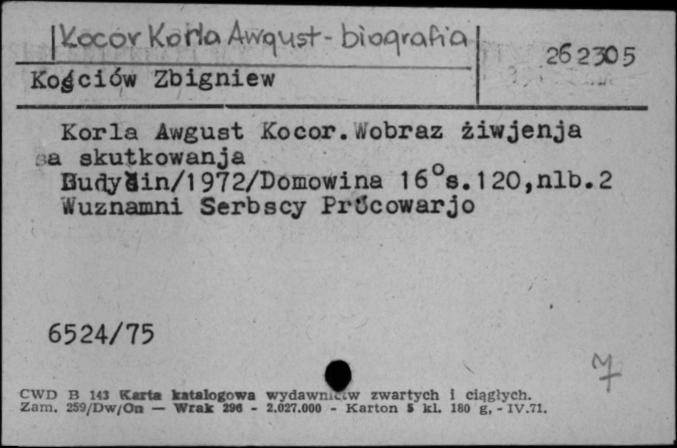 Kocor Korla Awgust - biografia
262305
Kościów Zbigniew
Korla Awgust Kocor.Wobraz žiwjenja
a skutkowanja
Budyšin/1972/Domowina 16°s.120,nlb.2
Wuznamni Serbscy Prócowarjo
6524/75
CWD B 143 Karta katalogowa wydawnictw zwartych i ciągłych.
Zam. 259/Dw/On — Wrak 296 - 2.027.000 - Karton 5 kl. 180 g, - IV.71.